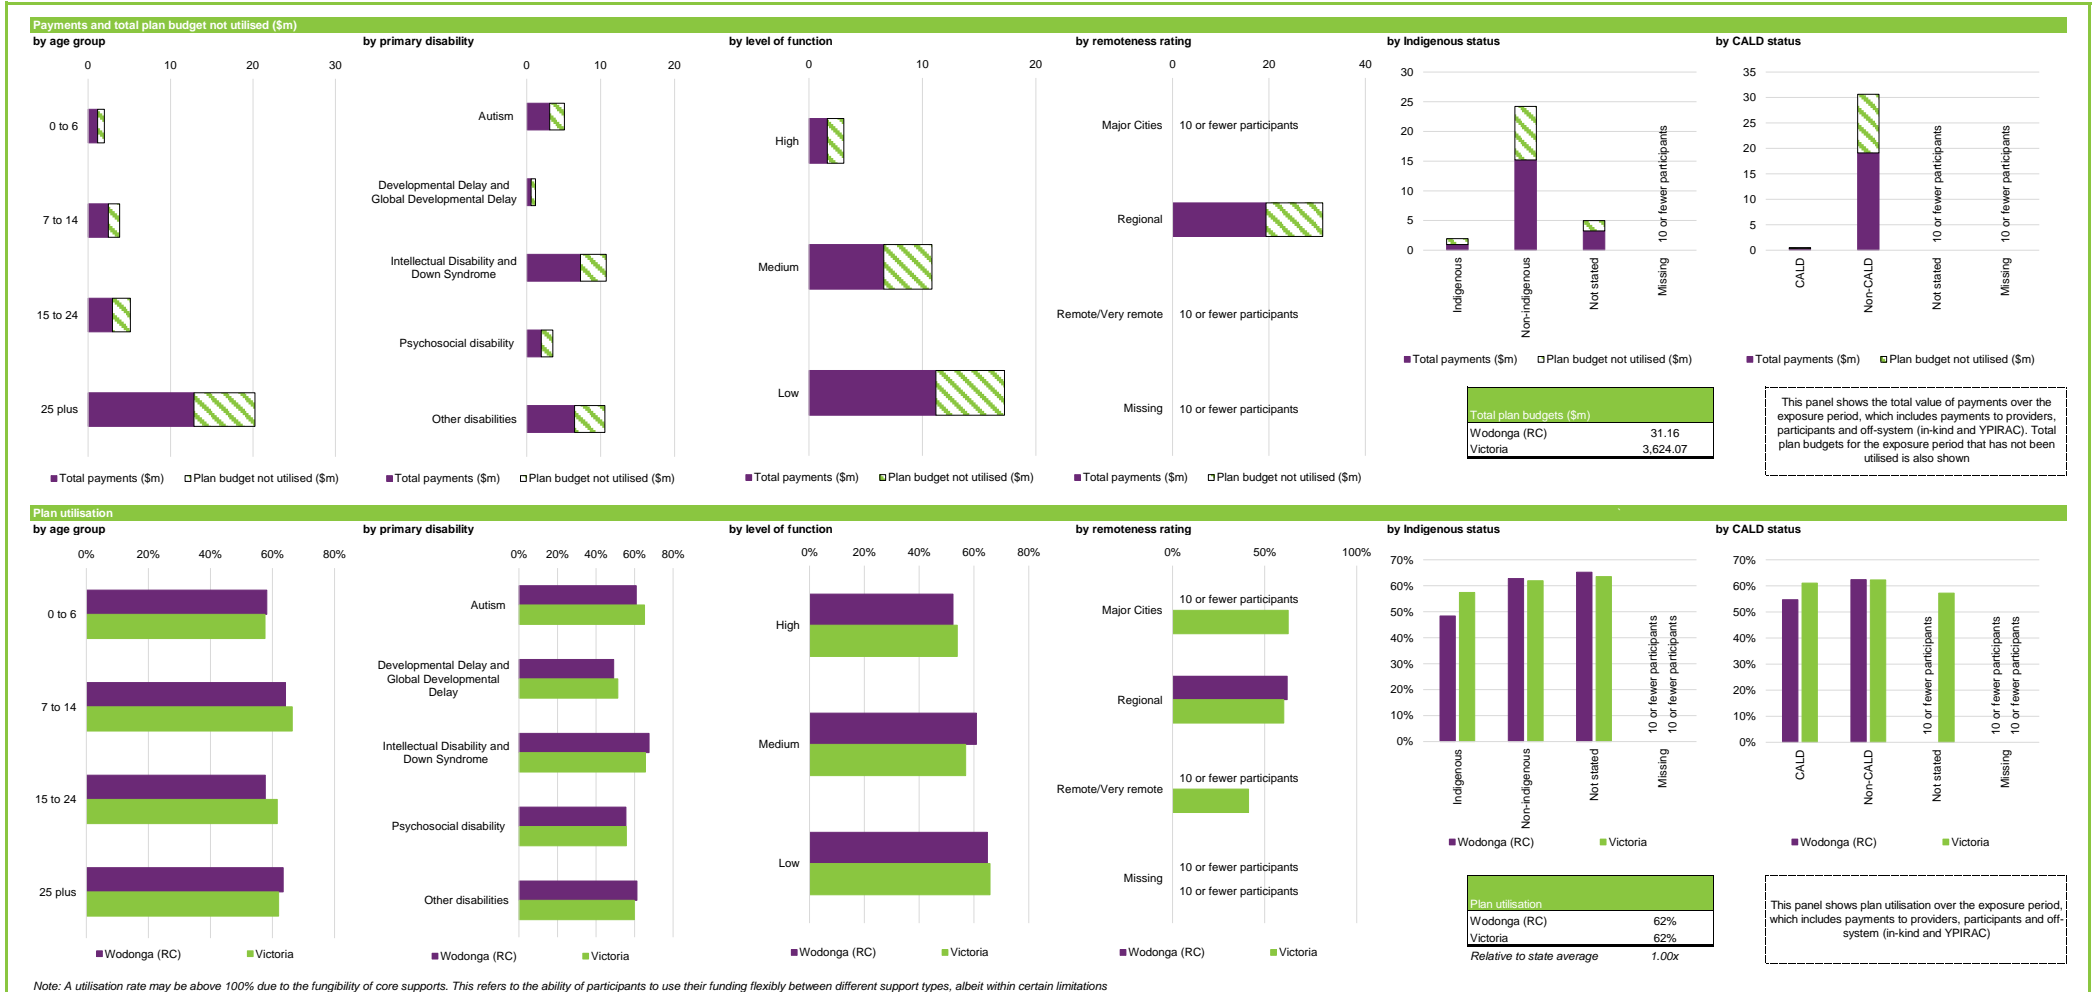 Payments and total plan budget not utilised ($m)
by age group
0 10 20 30
0 to 6
7 to 14
15 to 24
25 plus
Total payments ($m) Plan budget not utilised ($m)
by primary disability
0 10 20
Autism
Developmental Delay and
Global Developmental Delay
Intellectual Disability and
Down Syndrome
Psychosocial disability
Other disabilities
Total payments ($m) Plan budget not utilised ($m)
by level of function
0 10 20
High
Medium
Low
Total payments ($m) Plan budget not utilised ($m)
by remoteness rating
0 20 40
Major Cities 10 or fewer participants
Regional
Remote/Very remote 10 or fewer participants
Missing 10 or fewer participants
Total payments ($m) Plan budget not utilised ($m)
by Indigenous status
30
25
20
15
10
5
0
10 or fewer participants
Indigenous
Non-indigenous
Not stated
Missing
Total payments ($m) Plan budget not utilised ($m)
Total plan budgets ($m)
Wodonga (RC) 31.16
Victoria 3,624.07
by CALD status
35
30
25
20
15
10
5
0
10 or fewer participants
10 or fewer participants
CALD
Non-CALD
Not stated
Missing
Total payments ($m) Plan budget not utilised ($m)
This panel shows the total value of payments over the
exposure period, which includes payments to providers,
participants and off-system (in-kind and YPIRAC). Total
plan budgets for the exposure period that has not been
utilised is also shown
Plan utilisation
by age group
0% 20% 40% 60% 80%
0 to 6
7 to 14
15 to 24
25 plus
Wodonga (RC) Victoria
by primary disability
0% 20% 40% 60% 80%
Autism
Developmental Delay and
Global Developmental
Delay
Intellectual Disability and
Down Syndrome
Psychosocial disability
Other disabilities
Wodonga (RC) Victoria
by level of function
0% 20% 40% 60% 80%
High
Medium
Low
Wodonga (RC) Victoria
by remoteness rating
0% 50% 100%
10 or fewer participants
Major Cities
Regional
10 or fewer participants
Remote/Very remote
10 or fewer participants
Missing
10 or fewer participants
Wodonga (RC) Victoria
by Indigenous status
70%
60%
50%
40%
30%
20%
10%
0%
10 or fewer participants
10 or fewer participants
Indigenous
Non-indigenous
Not stated
Missing
Wodonga (RC) Victoria
Plan utilisation
Wodonga (RC) 62%
Victoria 62%
Relative to state average 1.00x
by CALD status
70%
60%
50%
40%
30%
20%
10%
0%
10 or fewer participants
10 or fewer participants
10 or fewer participants
CALD
Non-CALD
Not stated
Missing
Wodonga (RC) Victoria
This panel shows plan utilisation over the exposure period,
which includes payments to providers, participants and off-
system (in-kind and YPIRAC)
Note: A utilisation rate may be above 100% due to the fungibility of core supports. This refers to the ability of participants to use their funding flexibly between different support types, albeit within certain limitations